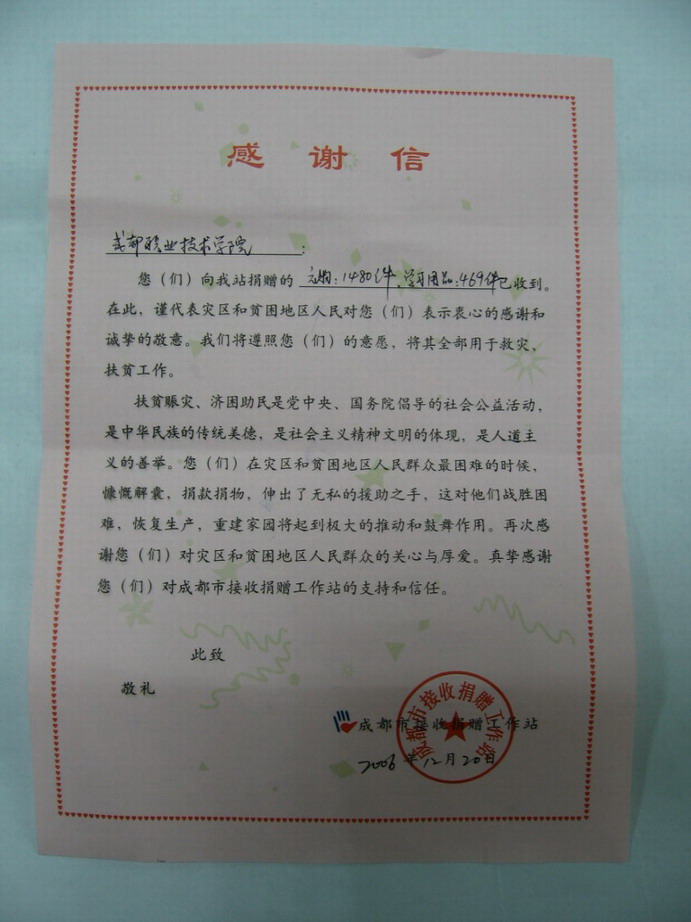 感谢信
成都职业技术学院：
您（们）向我站捐赠的 衣物：1480件、学习用品：469件已收到。
在此，谨代表灾区和贫困地区人民对您（们）表示衷心的感谢和
诚挚的敬意。我们将遵照您（们）的意愿，将其全部用于救灾、
扶贫工作。
扶贫赈灾、济困助民是党中央、国务院倡导的社会公益活动，
是中华民族的传统美德，是社会主义精神文明的体现，是人道主
义的善举。您（们）在灾区和贫困地区人民群众最困难的时候，
慷慨解囊，捐款捐物，伸出了无私的援助之手，这对他们战胜困
难，恢复生产，重建家园将起到极大的推动和鼓舞作用。再次感
谢您（们）对灾区和贫困地区人民群众的关心与厚爱。真挚感谢
您（们）对成都市接收捐赠工作站的支持和信任。
此致
敬礼
成都市接收捐赠工作站
2006年12月20日
成都市接收捐赠工作站